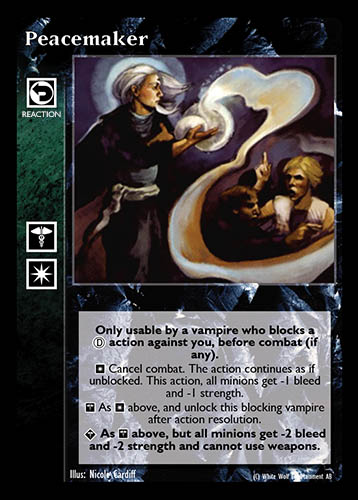 Peacemaker
REACTION
Only usable by a vampire who blocks a
Ⓓ action against you, before combat (if
any).
Cancel combat. The action continues as if
unblocked. This action, all minions get -1 bleed
and -1 strength.
As above, and unlock this blocking vampire
after action resolution.
As above, but all minions get -2 bleed
and -2 strength and cannot use weapons.
Illus: Nicole Cardiff
(C) White Wolf Entertainment AB